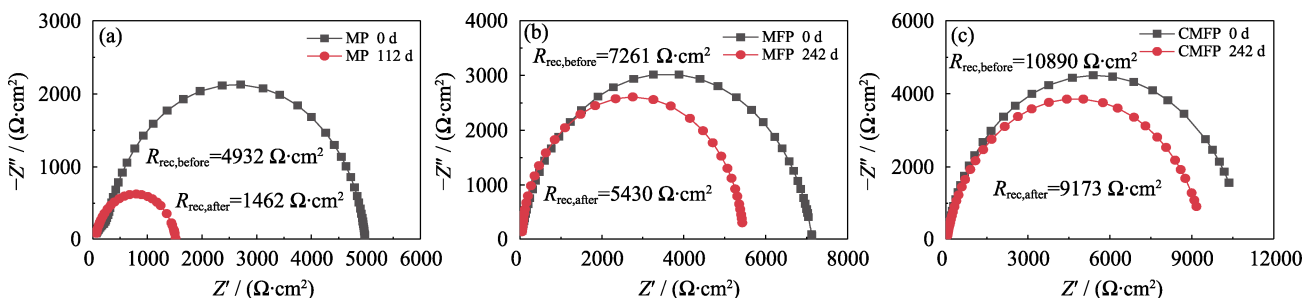 (a)
MP 0 d
MP 112 d
R_rec,before=4932 Ω·cm²
R_rec,after=1462 Ω·cm²
3000
2000
1000
0
−Z″ / (Ω·cm²)
0 1000 2000 3000 4000 5000 6000
Z′ / (Ω·cm²)
(b)
MFP 0 d
MFP 242 d
R_rec,before=7261 Ω·cm²
R_rec,after=5430 Ω·cm²
4000
3000
2000
1000
0
−Z″ / (Ω·cm²)
0 2000 4000 6000 8000
Z′ / (Ω·cm²)
(c)
CMFP 0 d
CMFP 242 d
R_rec,before=10890 Ω·cm²
R_rec,after=9173 Ω·cm²
6000
4000
2000
0
−Z″ / (Ω·cm²)
0 3000 6000 9000 12000
Z′ / (Ω·cm²)